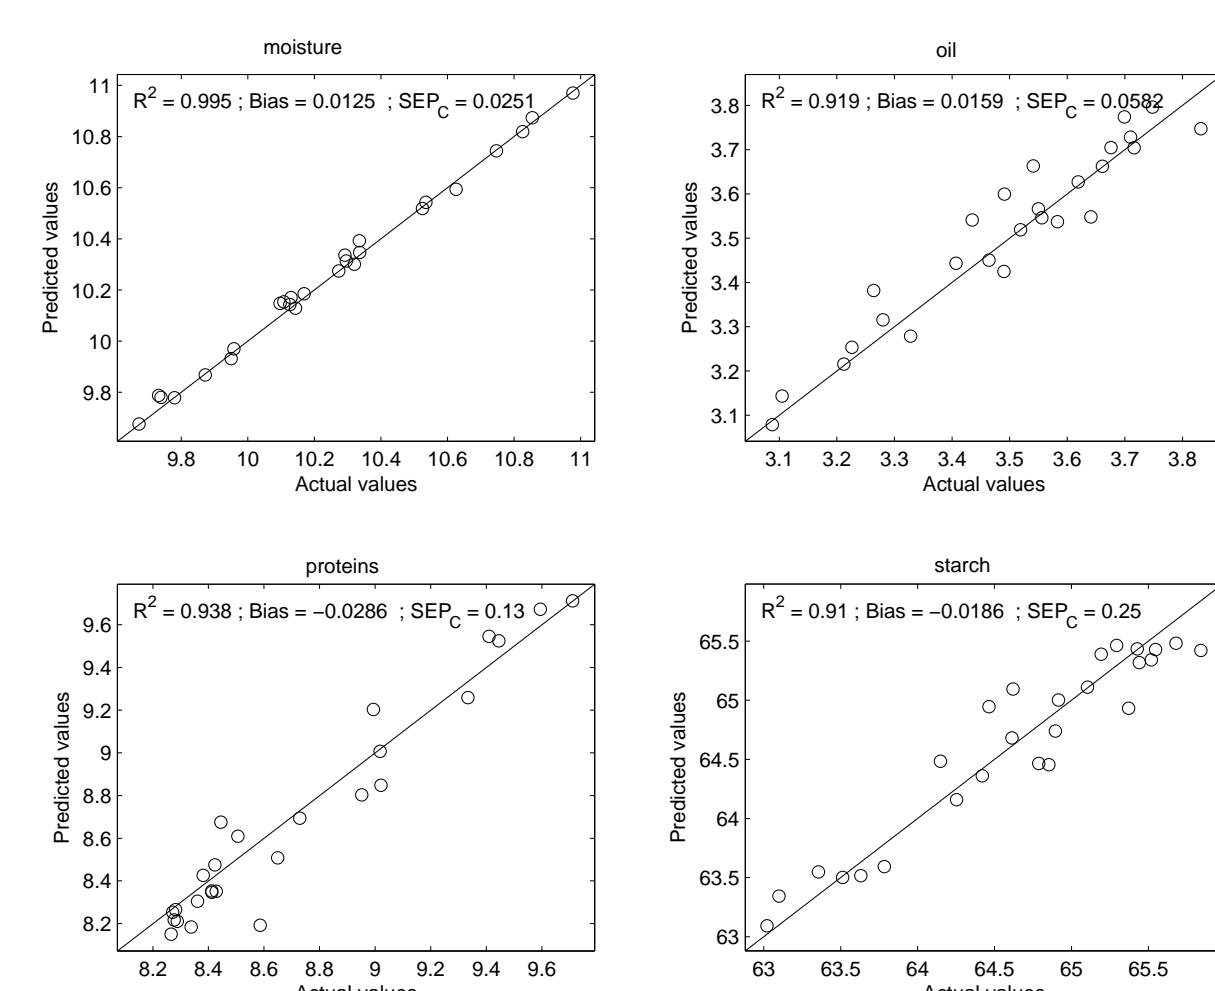 moisture
R2 = 0.995 ; Bias = 0.0125 ; SEPC = 0.0251
Predicted values
11
10.8
10.6
10.4
10.2
10
9.8
9.8 10 10.2 10.4 10.6 10.8 11
Actual values
oil
R2 = 0.919 ; Bias = 0.0159 ; SEPC = 0.0582
Predicted values
3.8
3.7
3.6
3.5
3.4
3.3
3.2
3.1
3.1 3.2 3.3 3.4 3.5 3.6 3.7 3.8
Actual values
proteins
R2 = 0.938 ; Bias = −0.0286 ; SEPC = 0.13
Predicted values
9.6
9.4
9.2
9
8.8
8.6
8.4
8.2
8.2 8.4 8.6 8.8 9 9.2 9.4 9.6
Actual values
starch
R2 = 0.91 ; Bias = −0.0186 ; SEPC = 0.25
Predicted values
65.5
65
64.5
64
63.5
63
63 63.5 64 64.5 65 65.5
Actual values